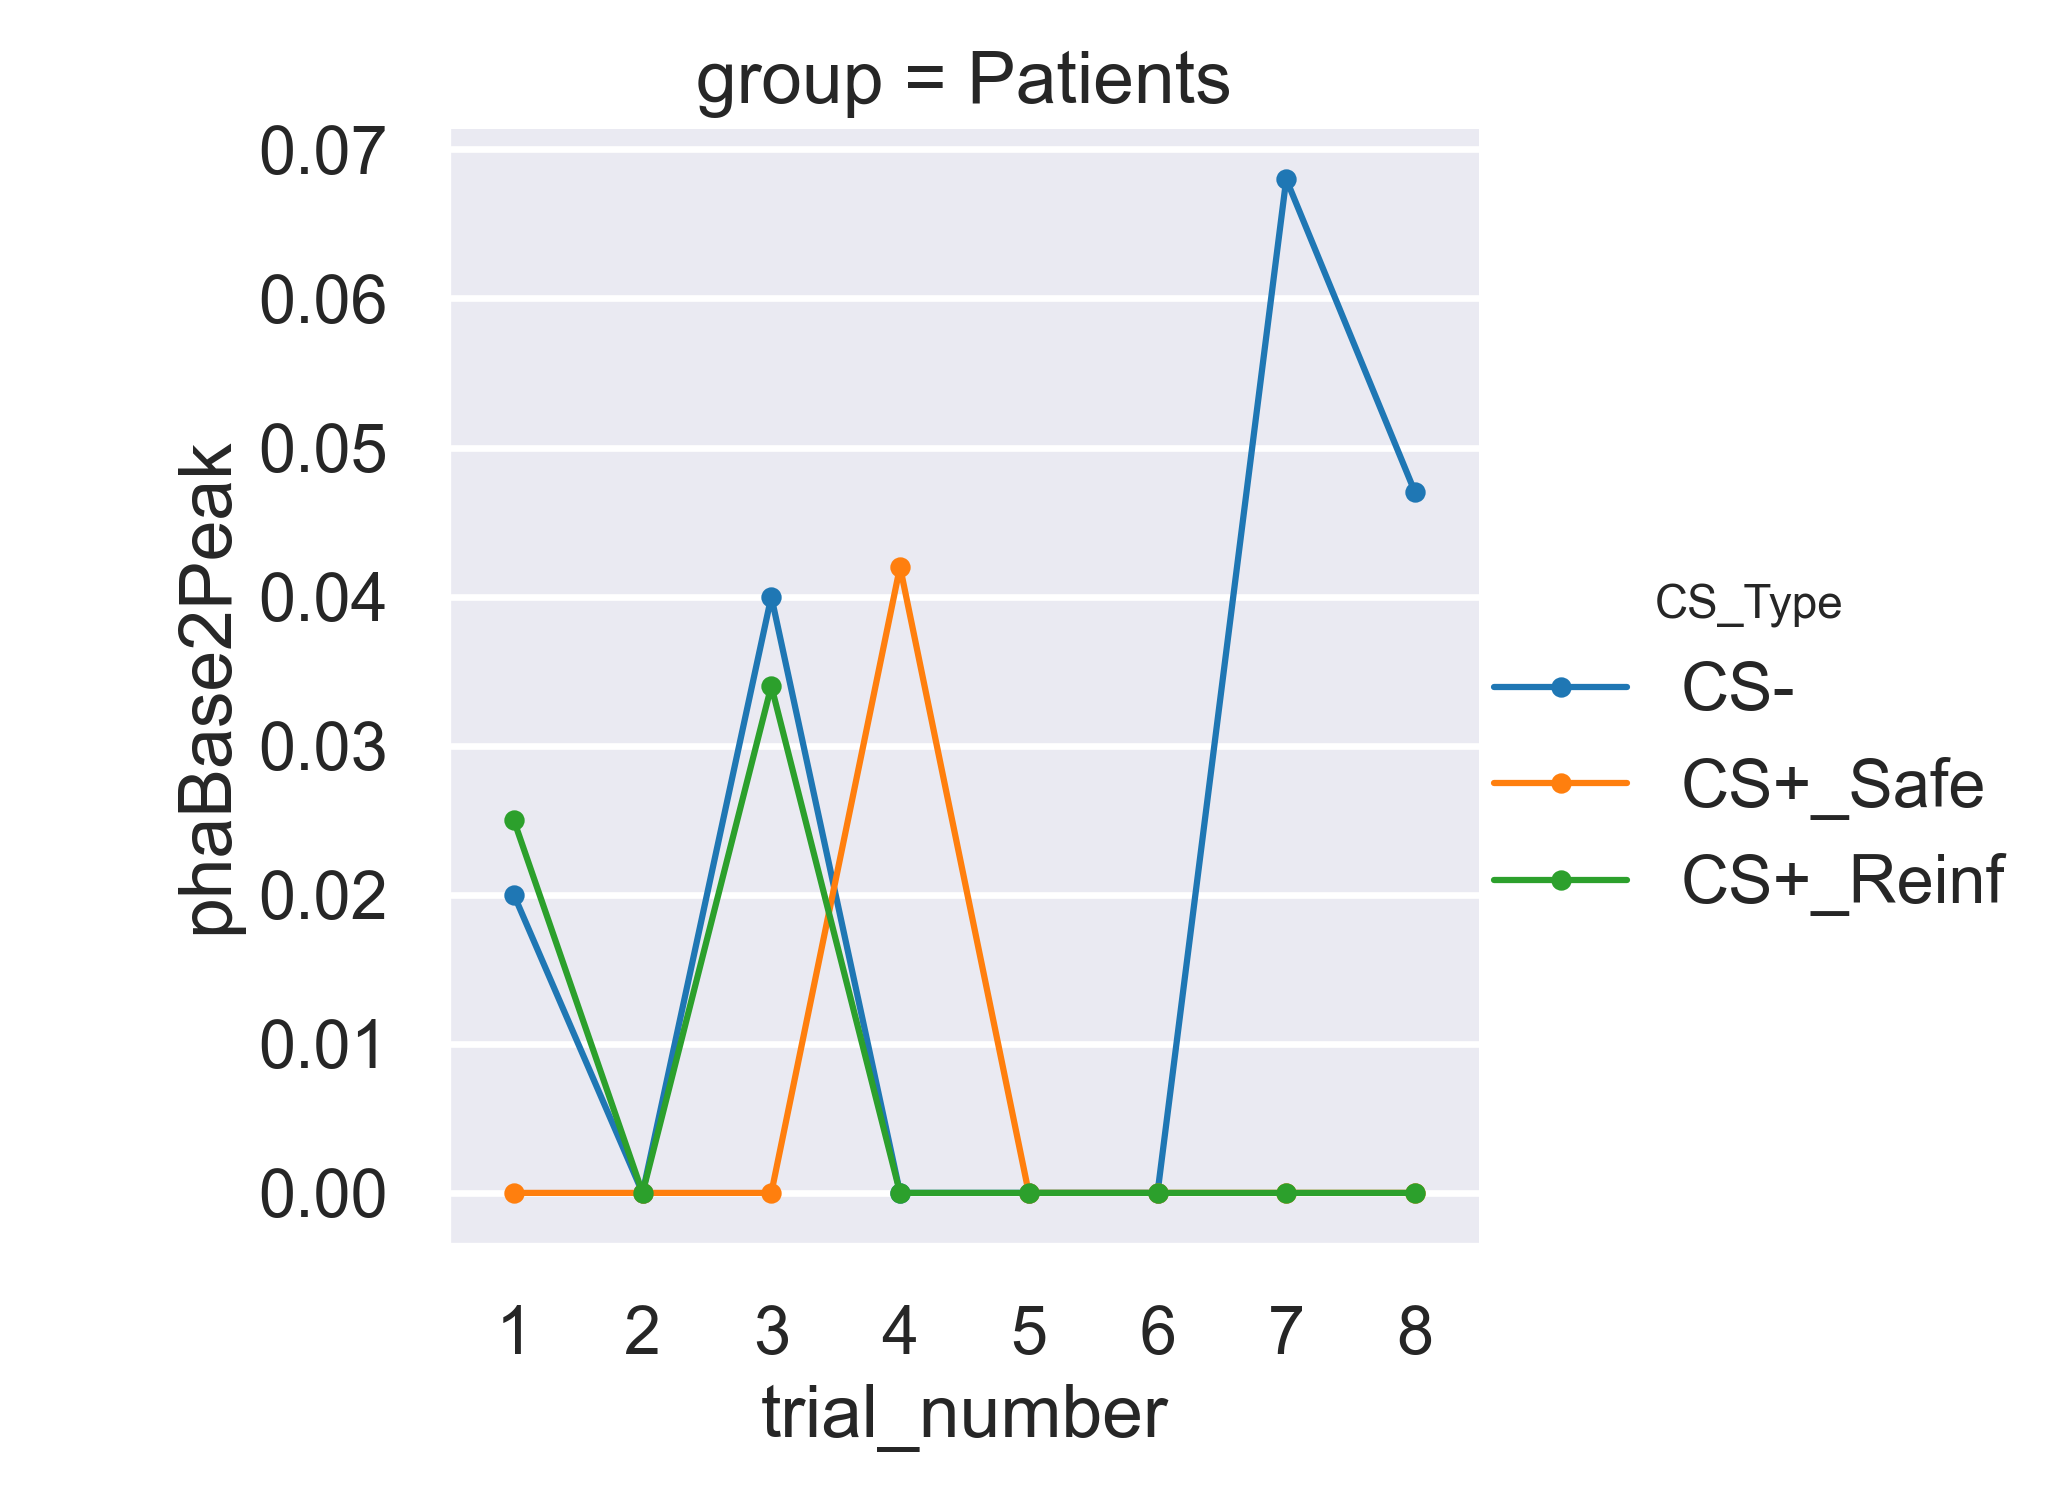 group = Patients
0.07
0.06
0.05
0.04
0.03
0.02
0.01
0.00
phaBase2Peak
1 2 3 4 5 6 7 8
trial_number
CS_Type
CS-
CS+_Safe
CS+_Reinf